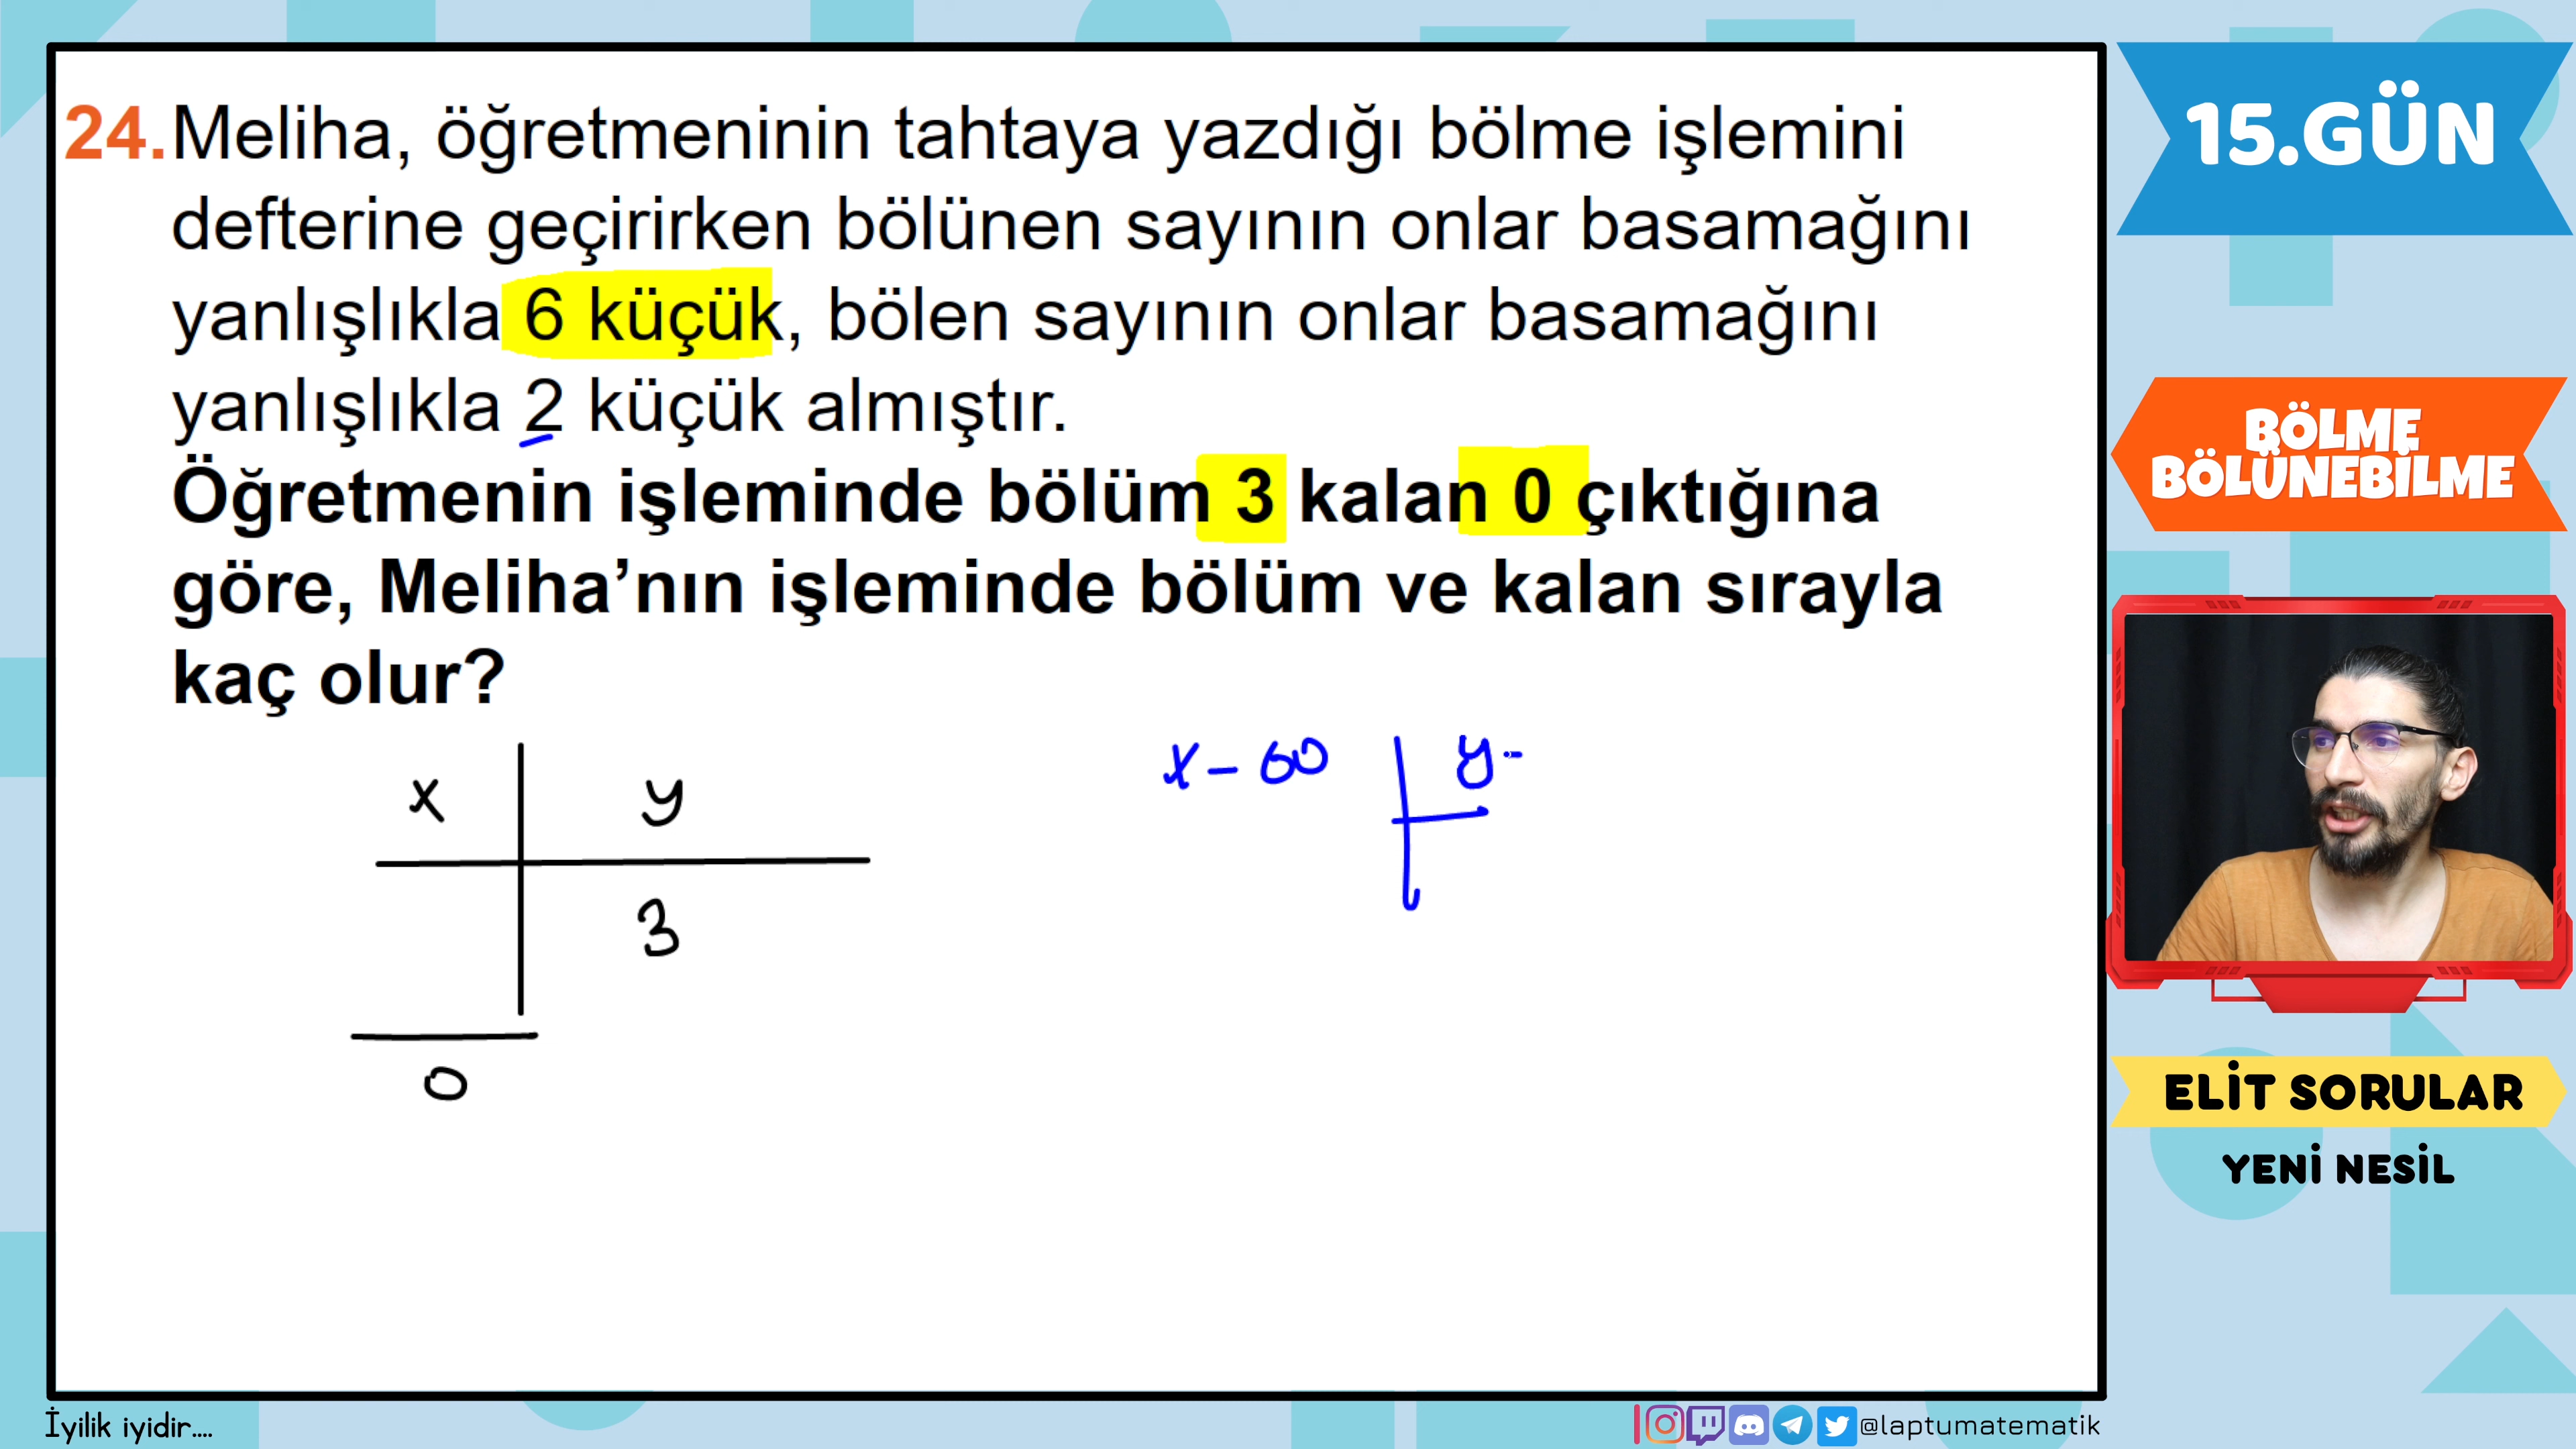 24. Meliha, öğretmeninin tahtaya yazdığı bölme işlemini
defterine geçirirken bölünen sayının onlar basamağını
yanlışlıkla 6 küçük, bölen sayının onlar basamağını
yanlışlıkla 2 küçük almıştır.
Öğretmenin işleminde bölüm 3 kalan 0 çıktığına
göre, Meliha’nın işleminde bölüm ve kalan sırayla
kaç olur?
x y
3
0
x - 60 y -
15.GÜN
BÖLME
BÖLÜNEBİLME
ELİT SORULAR
YENİ NESİL
İyilik iyidir....
@laptumatematik